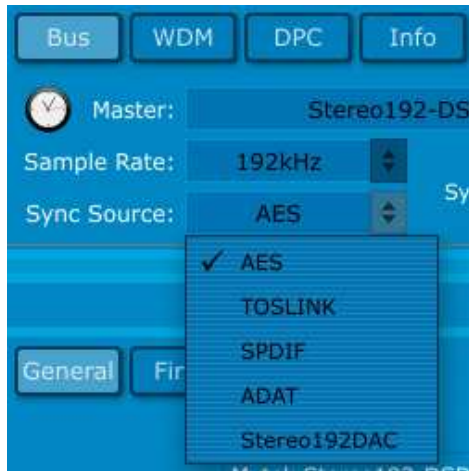 Bus WDM DPC Info
Master: Stereo192-DS
Sample Rate: 192kHz
Sync Source: AES Sy
AES
TOSLINK
SPDIF
General Fir
ADAT
Stereo192DAC